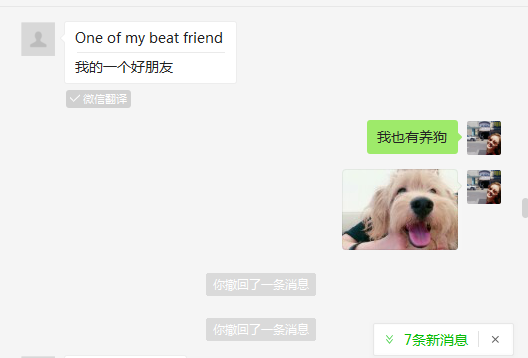 One of my beat friend
我的一个好朋友
微信翻译
我也有养狗
你撤回了一条消息
你撤回了一条消息
7条新消息